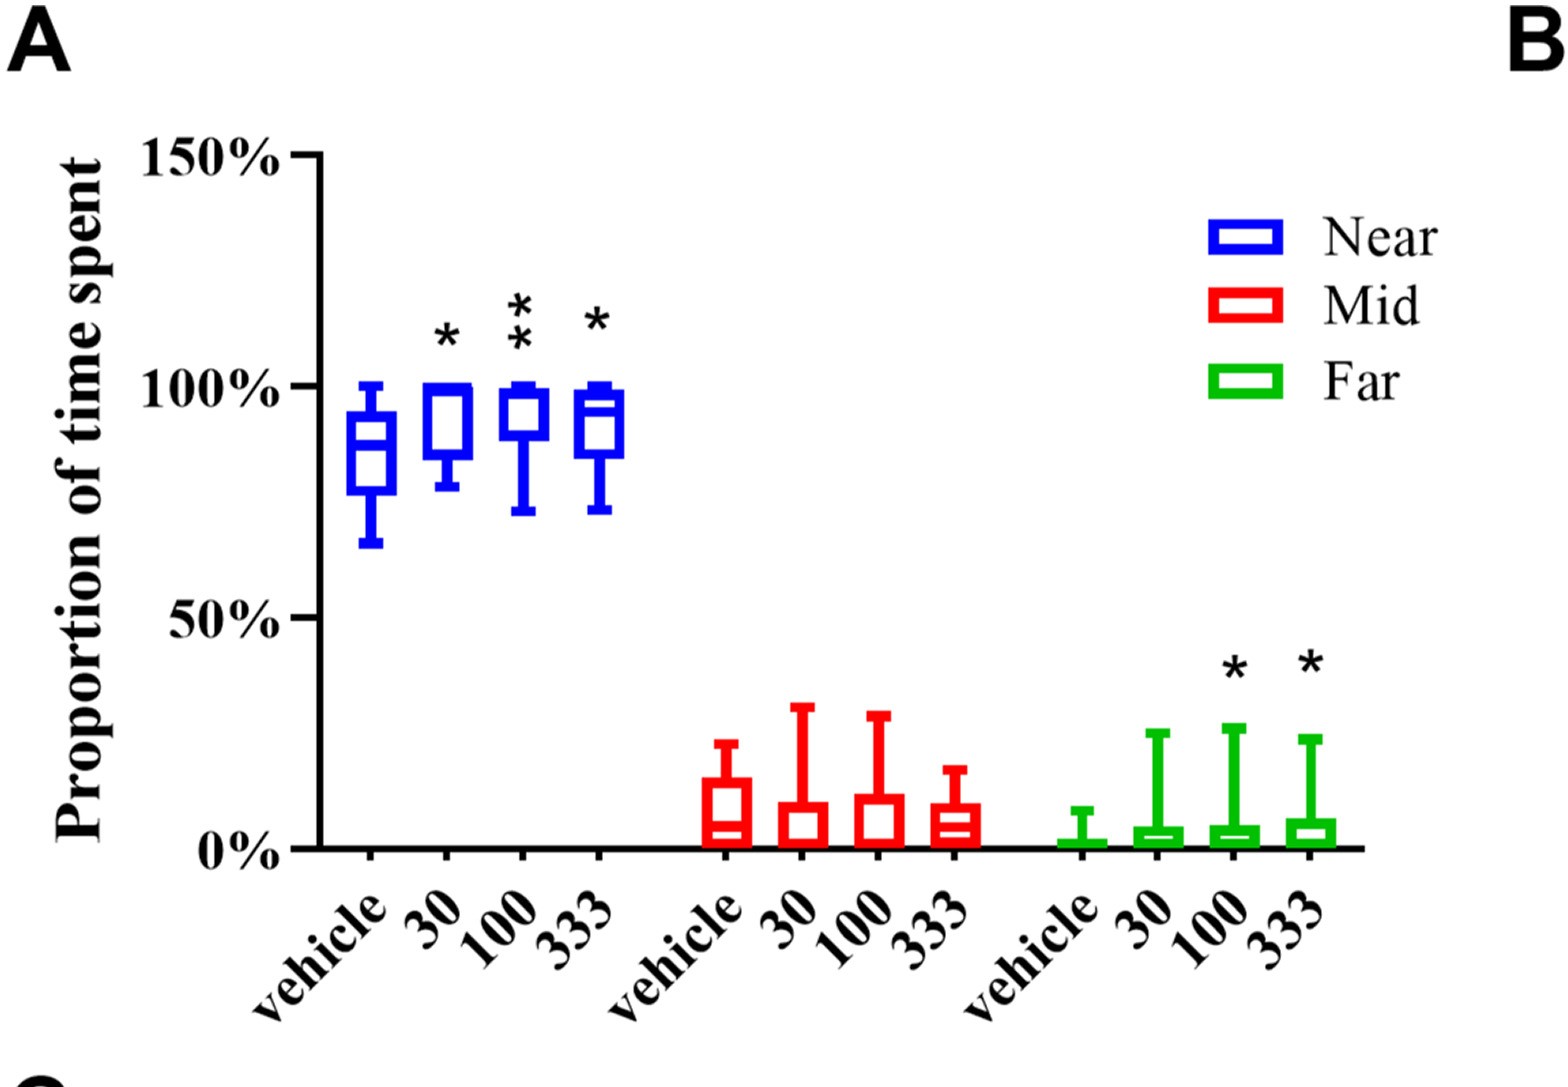 A
B
150%
100%
50%
0%
Proportion of time spent
Near
Mid
Far
*
*
*
*
*
*
vehicle 30 100 333 vehicle 30 100 333 vehicle 30 100 333